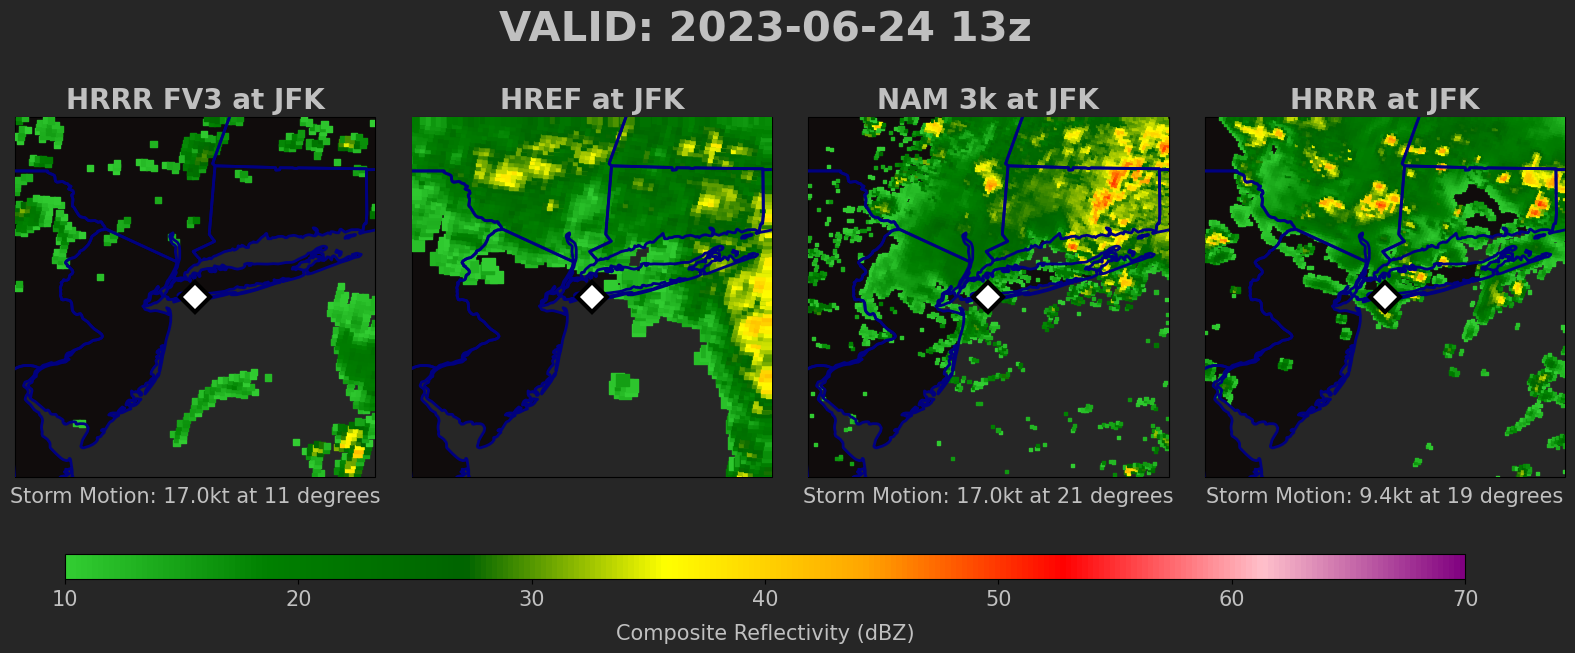 VALID: 2023-06-24 13z
HRRR FV3 at JFK
HREF at JFK
NAM 3k at JFK
HRRR at JFK
Storm Motion: 17.0kt at 11 degrees
Storm Motion: 17.0kt at 21 degrees
Storm Motion: 9.4kt at 19 degrees
10 20 30 40 50 60 70
Composite Reflectivity (dBZ)